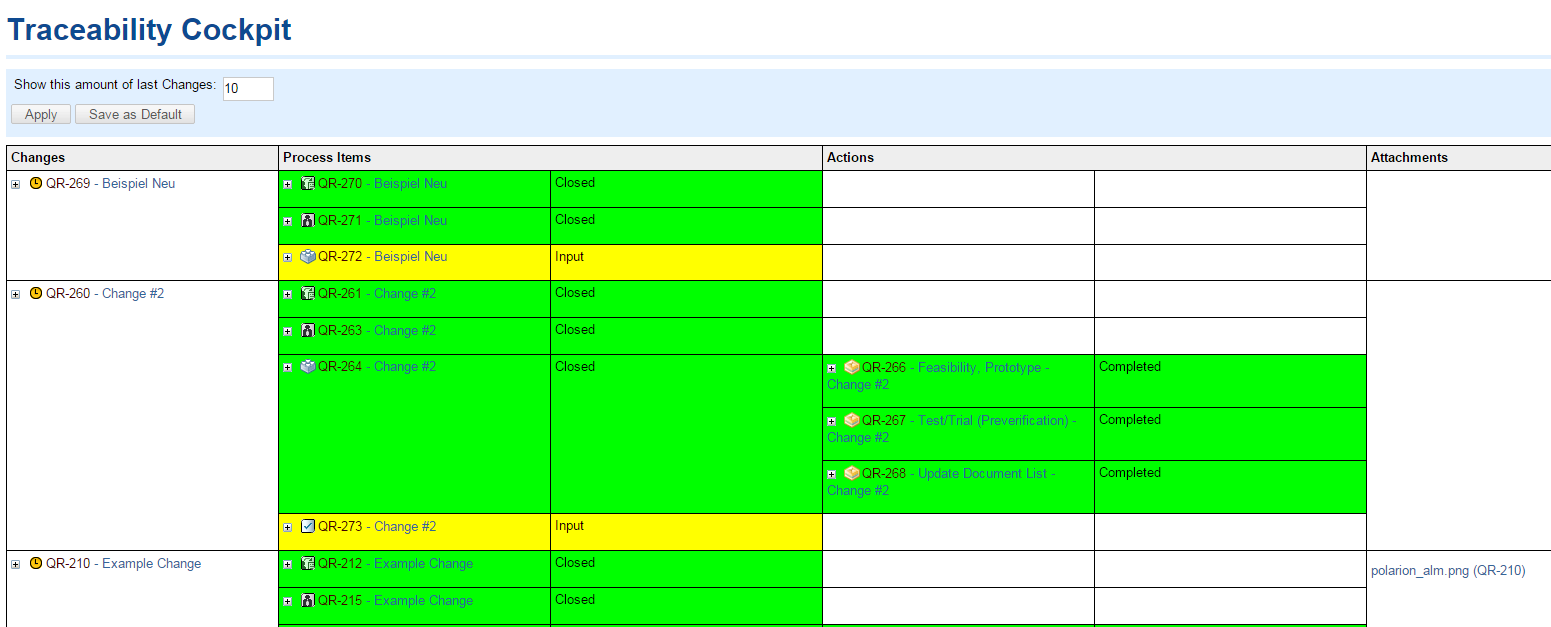 Traceability Cockpit
Show this amount of last Changes: 10
Apply Save as Default
Changes Process Items Actions Attachments
QR-269 - Beispiel Neu QR-270 - Beispiel Neu Closed
QR-271 - Beispiel Neu Closed
QR-272 - Beispiel Neu Input
QR-260 - Change #2 QR-261 - Change #2 Closed
QR-263 - Change #2 Closed
QR-264 - Change #2 Closed QR-266 - Feasibility, Prototype - Completed
Change #2
QR-267 - Test/Trial (Preverification) - Completed
Change #2
QR-268 - Update Document List - Completed
Change #2
QR-273 - Change #2 Input
QR-210 - Example Change QR-212 - Example Change Closed
polarion_alm.png (QR-210)
QR-215 - Example Change Closed